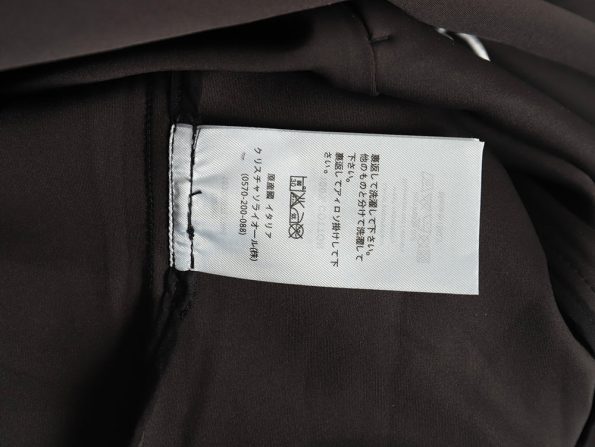 裏返して洗濯して下さい。
他のものと分けて洗濯して
下さい。
裏返してアイロン掛けして下
さい。
原産国 イタリア
クリスチャンディオール(株)
(0570-200-088)